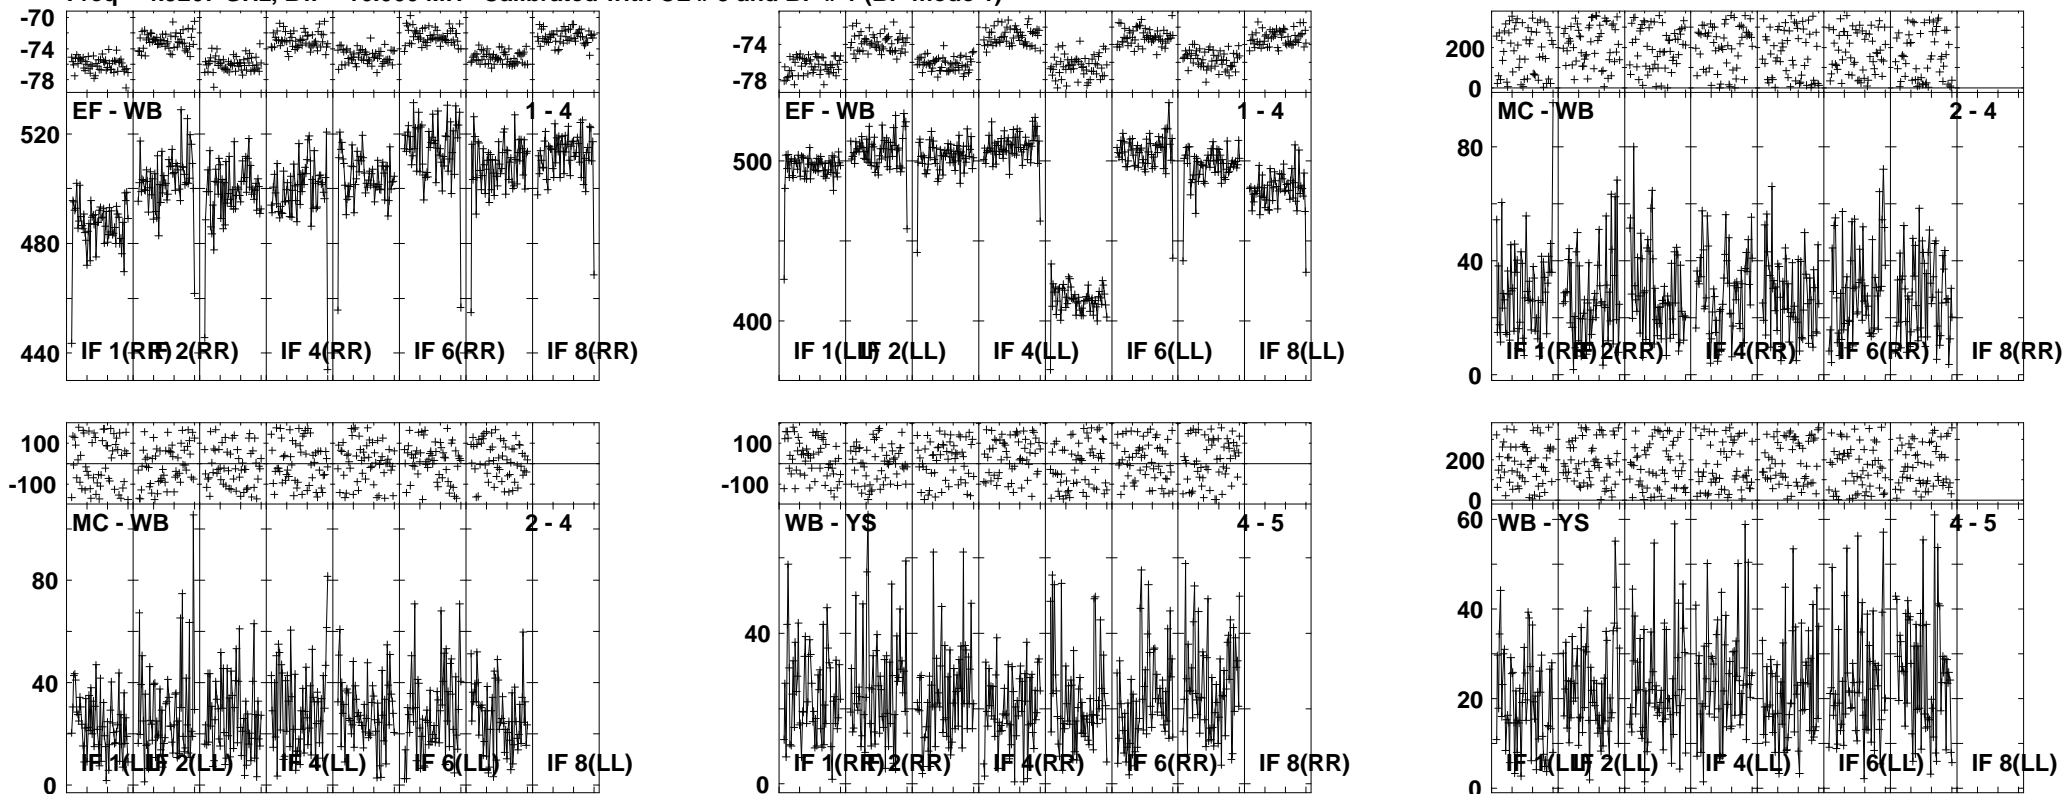 -70
-74
-78
EF - WB
1 - 4
520
480
440
IF 1(RR)
IF 2(RR)
IF 4(RR)
IF 6(RR)
IF 8(RR)
-74
-78
EF - WB
1 - 4
500
400
IF 1(LL)
IF 2(LL)
IF 4(LL)
IF 6(LL)
IF 8(LL)
200
0
MC - WB
2 - 4
80
40
0
IF 1(RR)
IF 2(RR)
IF 4(RR)
IF 6(RR)
IF 8(RR)
100
-100
MC - WB
2 - 4
80
40
0
IF 1(LL)
IF 2(LL)
IF 4(LL)
IF 6(LL)
IF 8(LL)
100
-100
WB - YS
4 - 5
40
0
IF 1(RR)
IF 2(RR)
IF 4(RR)
IF 6(RR)
IF 8(RR)
200
0
WB - YS
4 - 5
60
40
20
0
IF 1(LL)
IF 2(LL)
IF 4(LL)
IF 6(LL)
IF 8(LL)